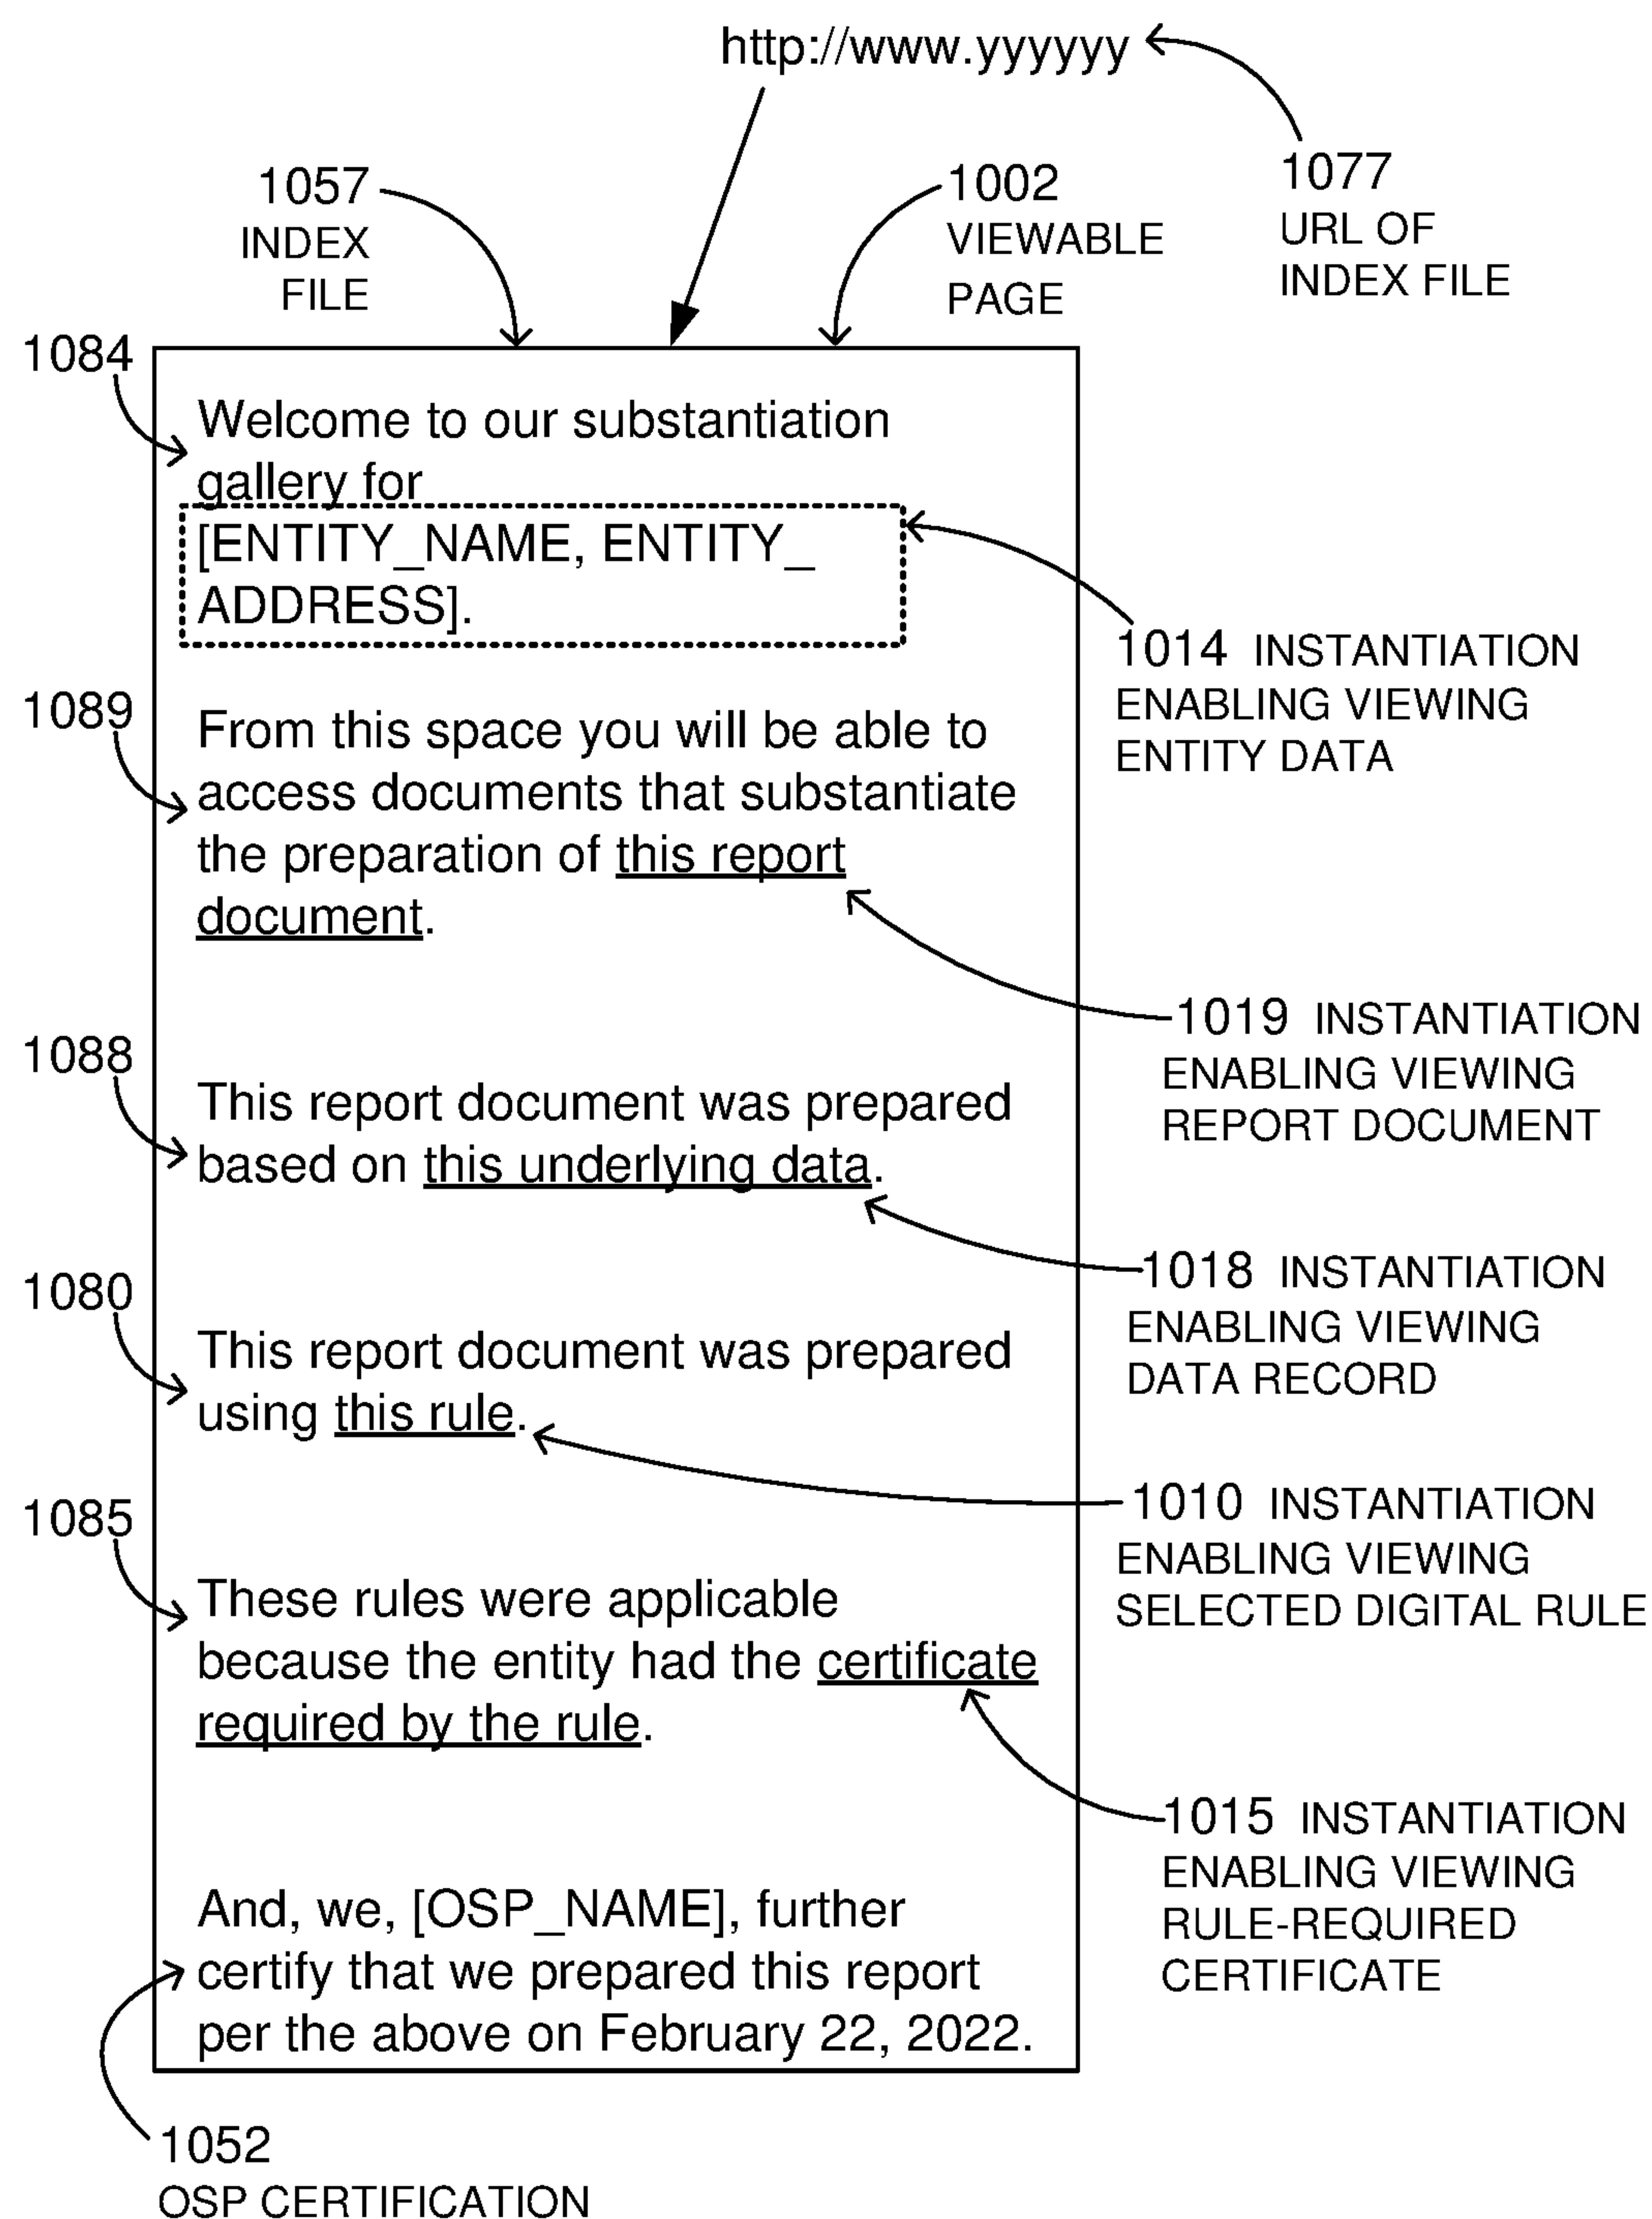 http://www.yyyyyy
1077
URL OF
INDEX FILE
1057
INDEX
FILE
1002
VIEWABLE
PAGE
1084
Welcome to our substantiation
gallery for
[ENTITY_NAME, ENTITY_
ADDRESS].
1014 INSTANTIATION
ENABLING VIEWING
ENTITY DATA
1089
From this space you will be able to
access documents that substantiate
the preparation of this report
document.
1019 INSTANTIATION
ENABLING VIEWING
REPORT DOCUMENT
1088
This report document was prepared
based on this underlying data.
1018 INSTANTIATION
ENABLING VIEWING
DATA RECORD
1080
This report document was prepared
using this rule.
1010 INSTANTIATION
ENABLING VIEWING
SELECTED DIGITAL RULE
1085
These rules were applicable
because the entity had the certificate
required by the rule.
1015 INSTANTIATION
ENABLING VIEWING
RULE-REQUIRED
CERTIFICATE
And, we, [OSP_NAME], further
certify that we prepared this report
per the above on February 22, 2022.
1052
OSP CERTIFICATION